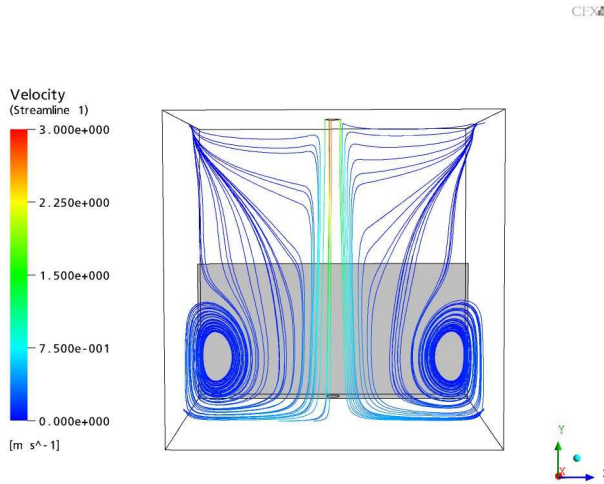 CFX
Velocity
(Streamline 1)
3.000e+000
2.250e+000
1.500e+000
7.500e-001
0.000e+000
[m s^-1]
Y
X
Z